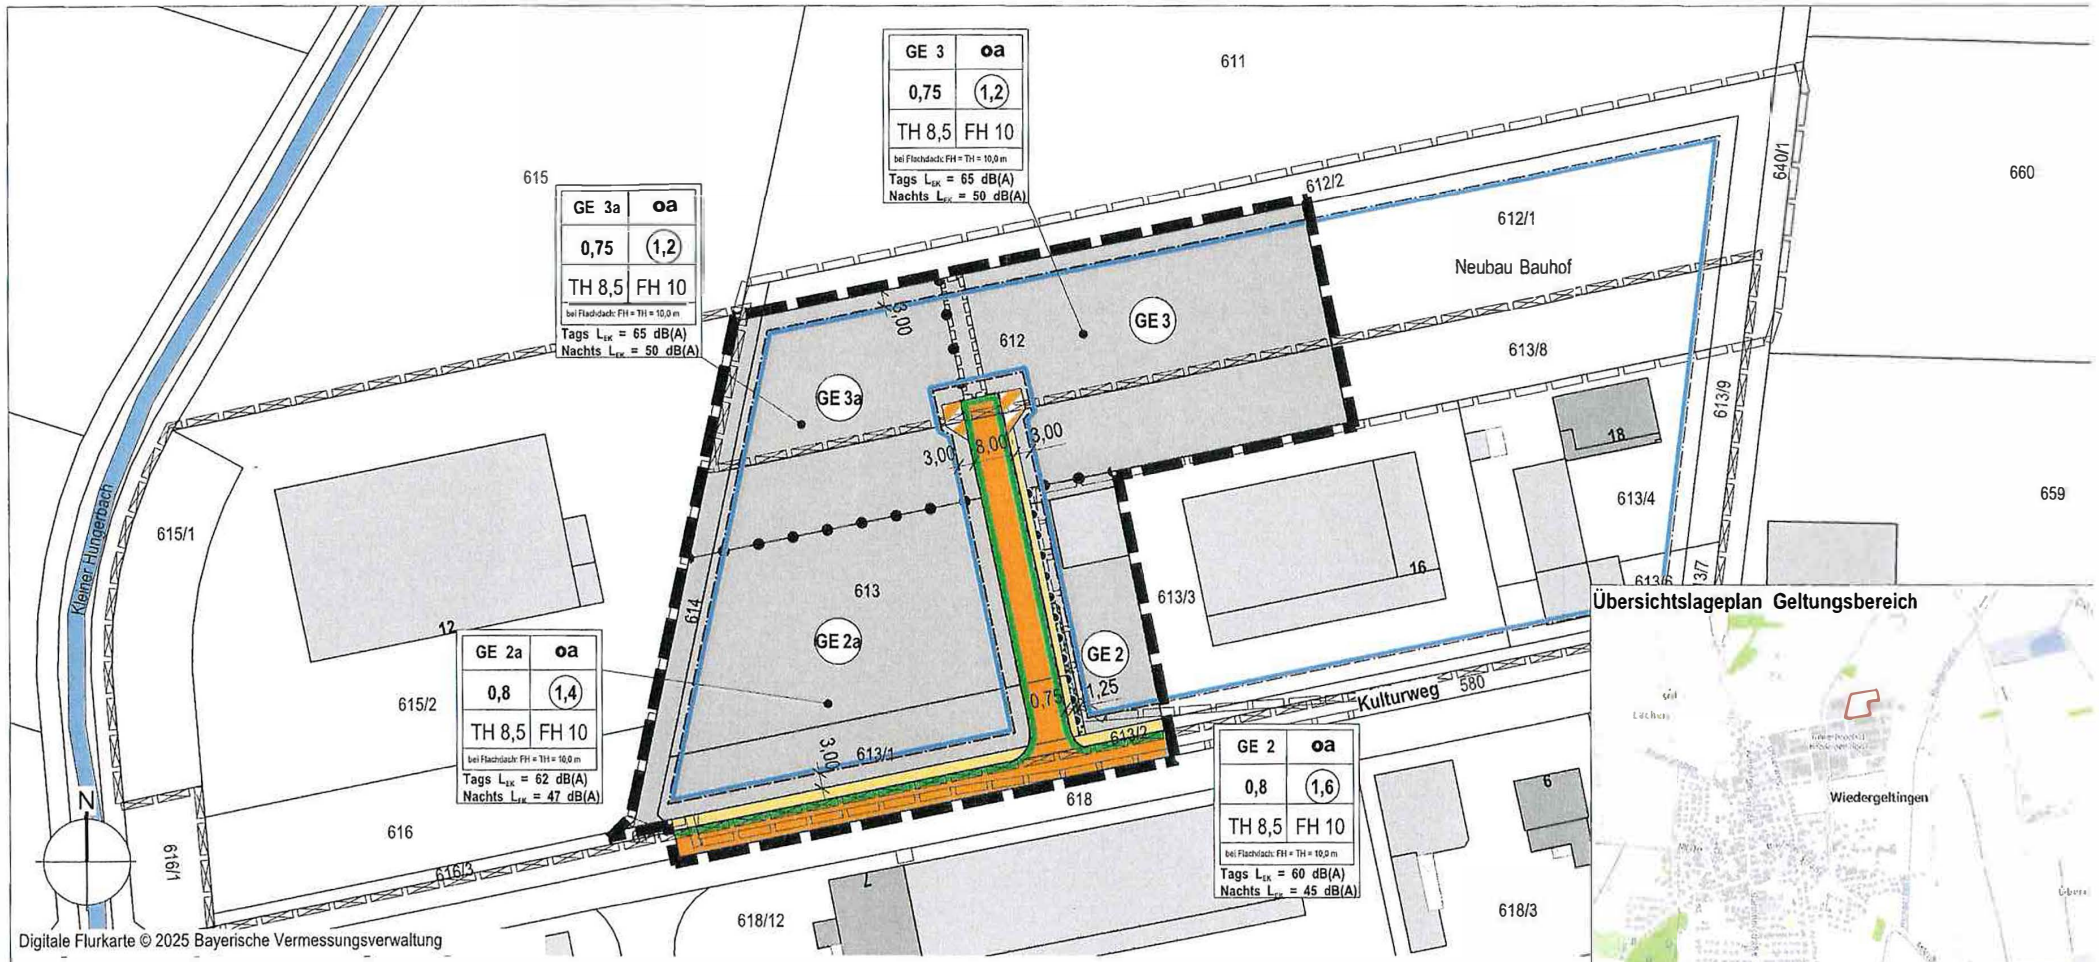 611
615
GE 3 oa
0,75 1,2
TH 8,5 FH 10
bei Flachdach: FH = TH = 10,0 m
Tags LEK = 65 dB(A)
Nachts LEK = 50 dB(A)
GE 3a oa
0,75 1,2
TH 8,5 FH 10
bei Flachdach: FH = TH = 10,0 m
Tags LEK = 65 dB(A)
Nachts LEK = 50 dB(A)
612/2
640/1
660
612/1
Neubau Bauhof
3,00
612
GE 3
613/8
GE 3a
613/9
3,00 8,00 3,00
18
613/4
659
Kleiner Hungerbach
615/1
12
613
614
613/3
16
613/6
GE 2a
GE 2
GE 2a oa
0,8 1,4
TH 8,5 FH 10
bei Flachdach: FH = TH = 10,0 m
Tags LEK = 62 dB(A)
Nachts LEK = 47 dB(A)
615/2
0,75 1,25
Kulturweg 580
3,00
613/1
613/2
618
GE 2 oa
0,8 1,6
TH 8,5 FH 10
bei Flachdach: FH = TH = 10,0 m
Tags LEK = 60 dB(A)
Nachts LEK = 45 dB(A)
6
N
616
616/1
616/3
7
618/12
618/3
Übersichtslageplan Geltungsbereich
Wiedergeltingen
Digitale Flurkarte © 2025 Bayerische Vermessungsverwaltung